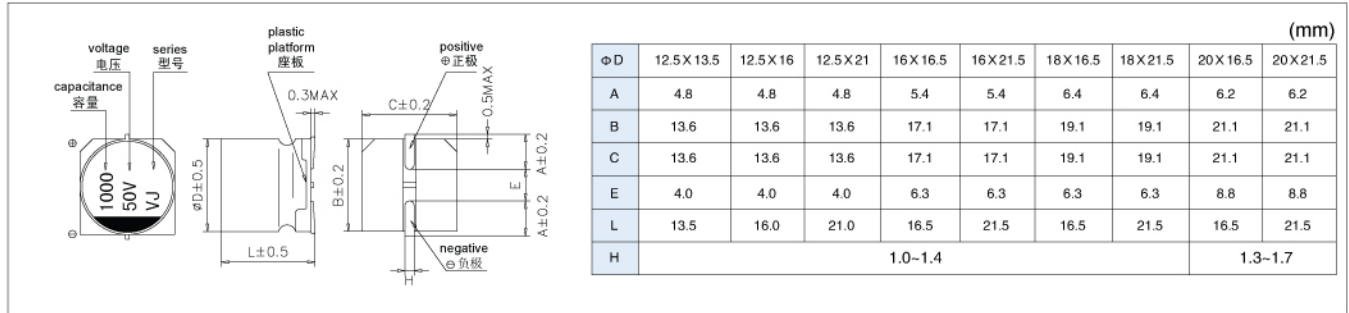 (mm)
voltage
电压
series
型号
capacitance
容量
⊕
⊖
1000
50V
VJ
plastic
platform
座板
0.3MAX
ØD±0.5
L±0.5
positive
⊕正极
C±0.2
0.5MAX
B±0.2
A±0.2
E
A±0.2
negative
⊖负极
H
ΦD 12.5X13.5 12.5X16 12.5X21 16X16.5 16X21.5 18X16.5 18X21.5 20X16.5 20X21.5
A 4.8 4.8 4.8 5.4 5.4 6.4 6.4 6.2 6.2
B 13.6 13.6 13.6 17.1 17.1 19.1 19.1 21.1 21.1
C 13.6 13.6 13.6 17.1 17.1 19.1 19.1 21.1 21.1
E 4.0 4.0 4.0 6.3 6.3 6.3 6.3 8.8 8.8
L 13.5 16.0 21.0 16.5 21.5 16.5 21.5 16.5 21.5
H 1.0~1.4 1.3~1.7